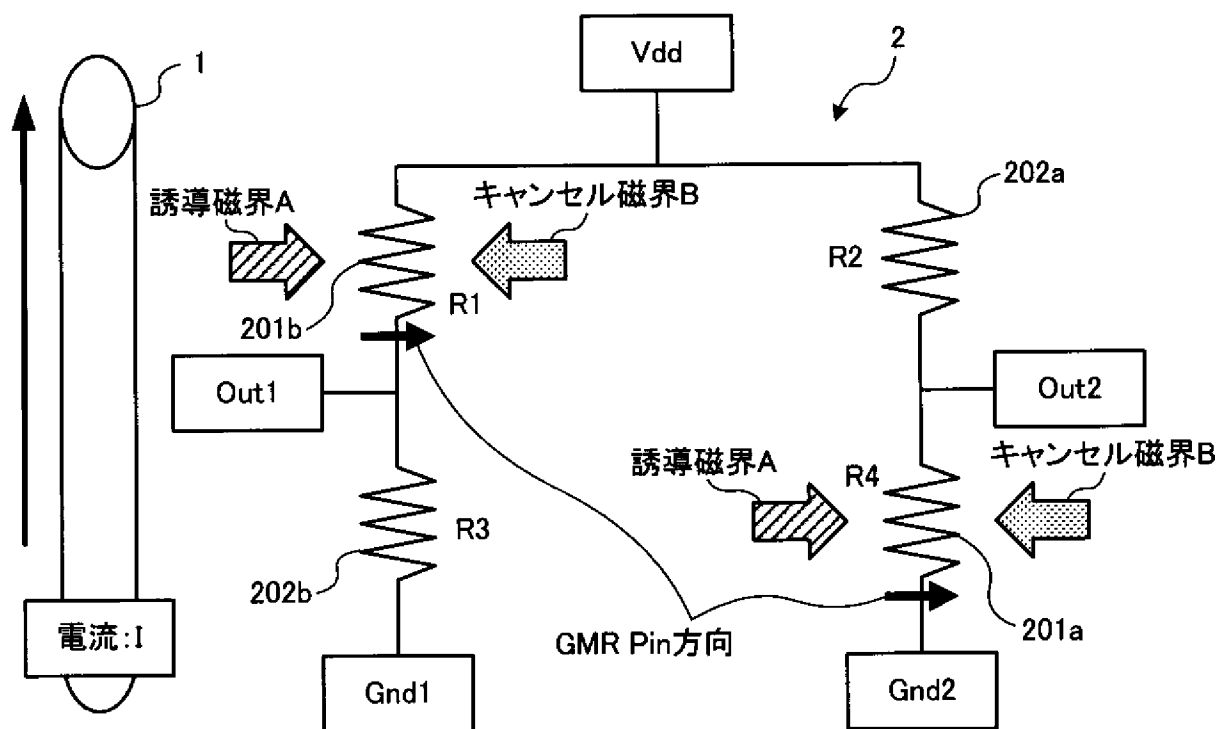 1
Vdd
2
誘導磁界A
キャンセル磁界B
202a
R2
R1
201b
Out1
Out2
誘導磁界A
R4
キャンセル磁界B
R3
202b
電流:I
GMR Pin方向
201a
Gnd1
Gnd2